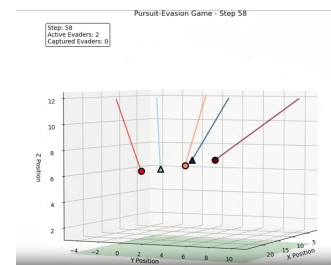 Pursuit-Evasion Game - Step 58
Step: 58
Active Evaders: 2
Captured Evaders: 0
12
10
8
6
4
2
Z Position
-4 -2 0 2 4 6 8 10
Y Position
20 15 10 5
X Position